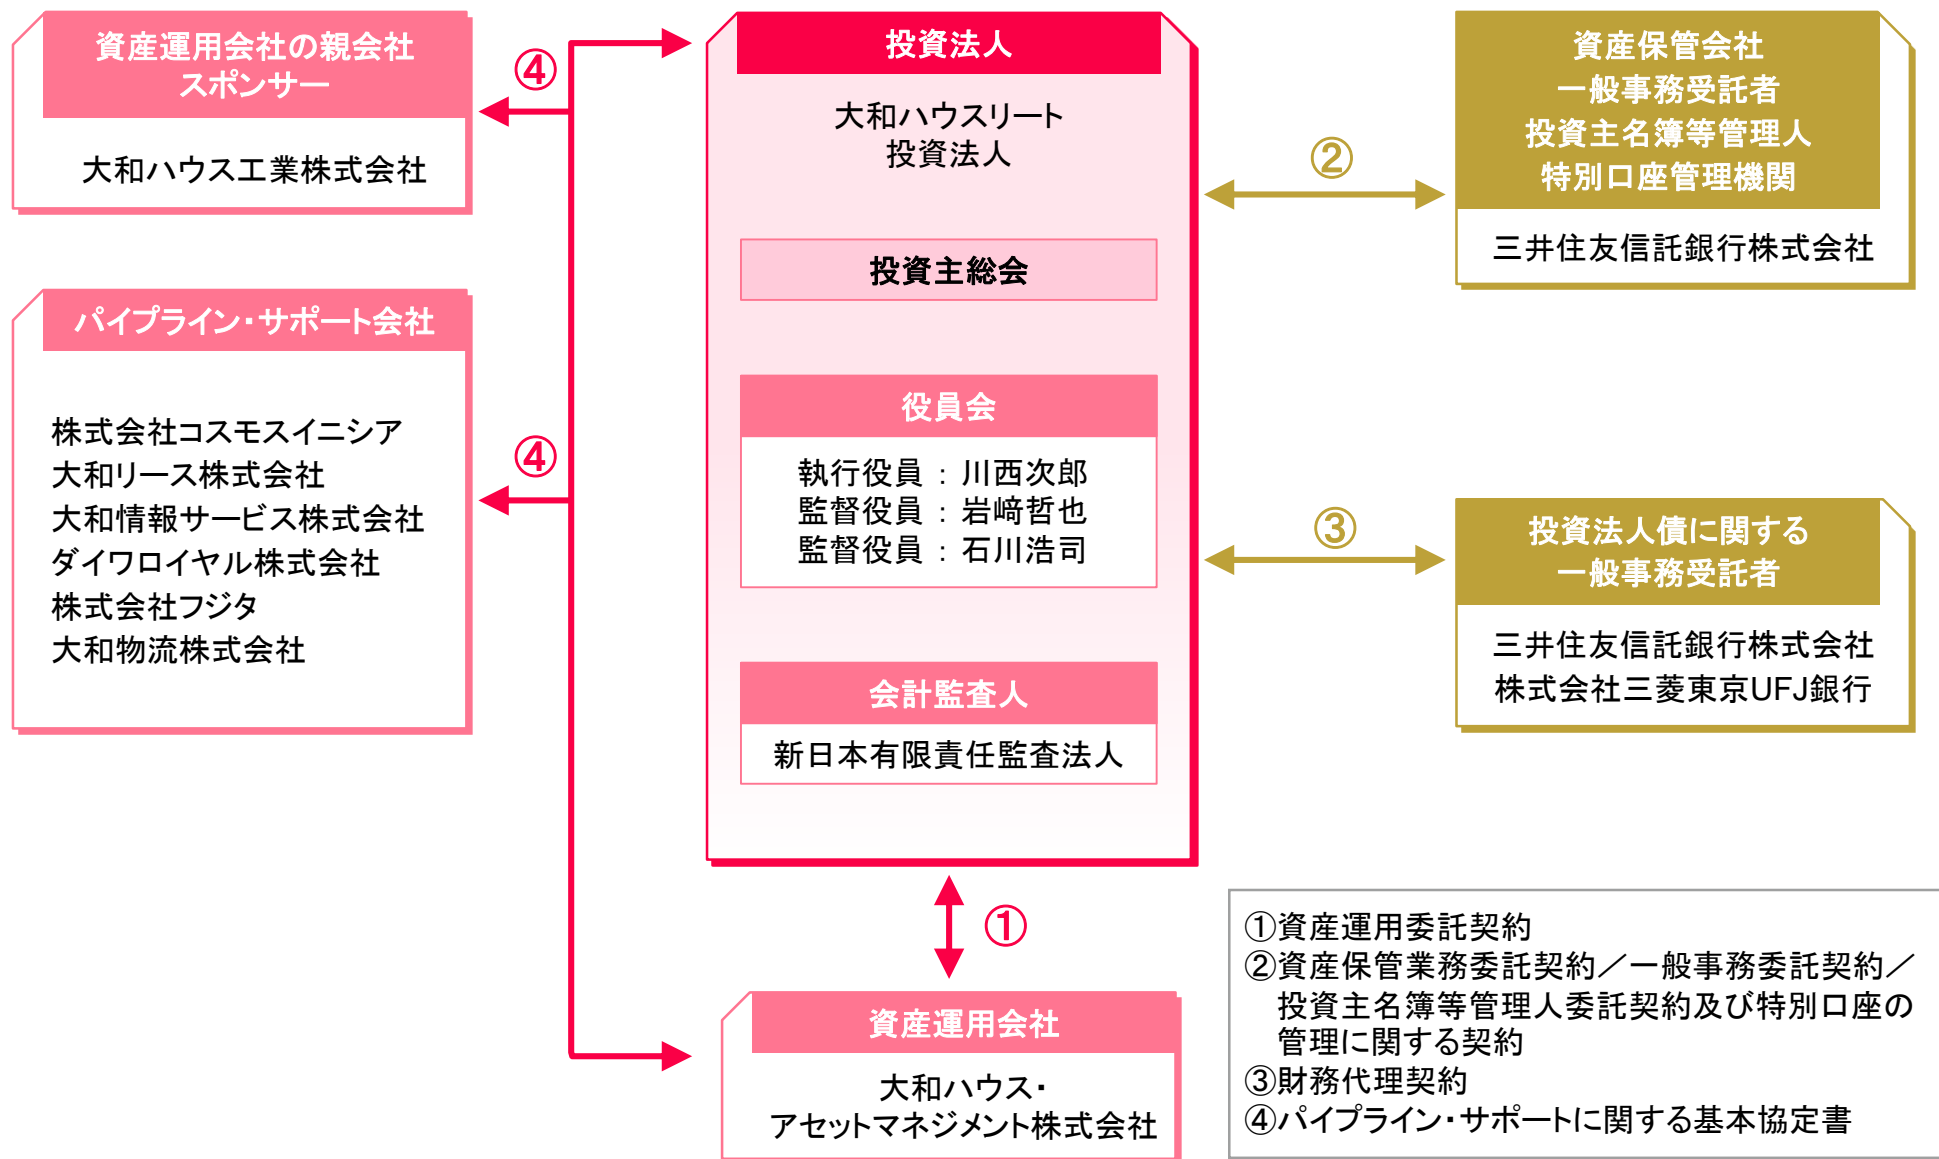 資産運用会社の親会社
スポンサー
大和ハウス工業株式会社
④
パイプライン・サポート会社
株式会社コスモスイニシア
大和リース株式会社
大和情報サービス株式会社
ダイワロイヤル株式会社
株式会社フジタ
大和物流株式会社
④
投資法人
大和ハウスリート
投資法人
投資主総会
役員会
執行役員 : 川西次郎
監督役員 : 岩﨑哲也
監督役員 : 石川浩司
会計監査人
新日本有限責任監査法人
①
資産運用会社
大和ハウス・
アセットマネジメント株式会社
②
資産保管会社
一般事務受託者
投資主名簿等管理人
特別口座管理機関
三井住友信託銀行株式会社
③
投資法人債に関する
一般事務受託者
三井住友信託銀行株式会社
株式会社三菱東京UFJ銀行
①資産運用委託契約
②資産保管業務委託契約／一般事務委託契約／
投資主名簿等管理人委託契約及び特別口座の
管理に関する契約
③財務代理契約
④パイプライン・サポートに関する基本協定書